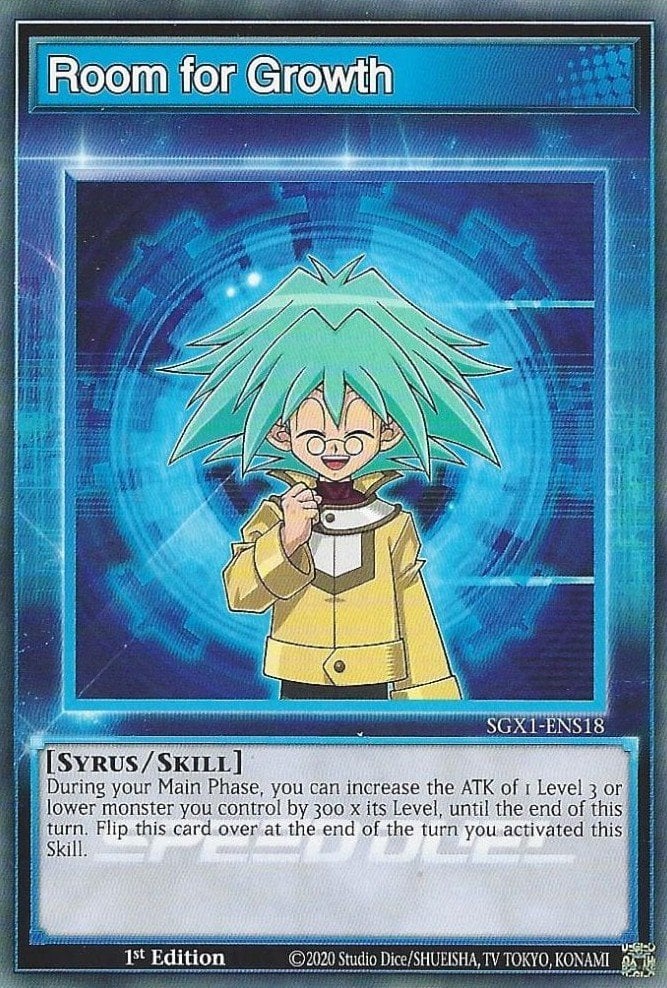 Room for Growth
SGX1-ENS18
[SYRUS/SKILL]
During your Main Phase, you can increase the ATK of 1 Level 3 or
lower monster you control by 300 x its Level, until the end of this
turn. Flip this card over at the end of the turn you activated this
Skill.
SPEED DUEL
1st Edition
©2020 Studio Dice/SHUEISHA, TV TOKYO, KONAMI